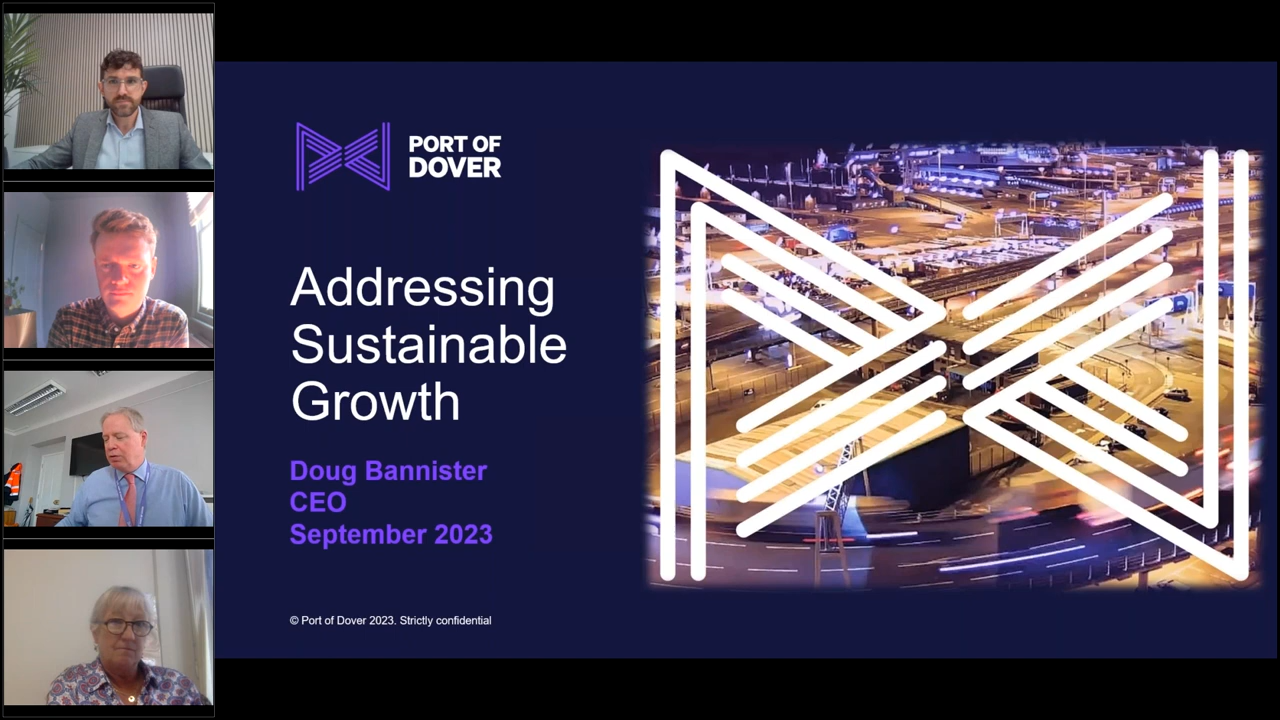 PORT OF
DOVER
Addressing
Sustainable
Growth
Doug Bannister
CEO
September 2023
© Port of Dover 2023. Strictly confidential